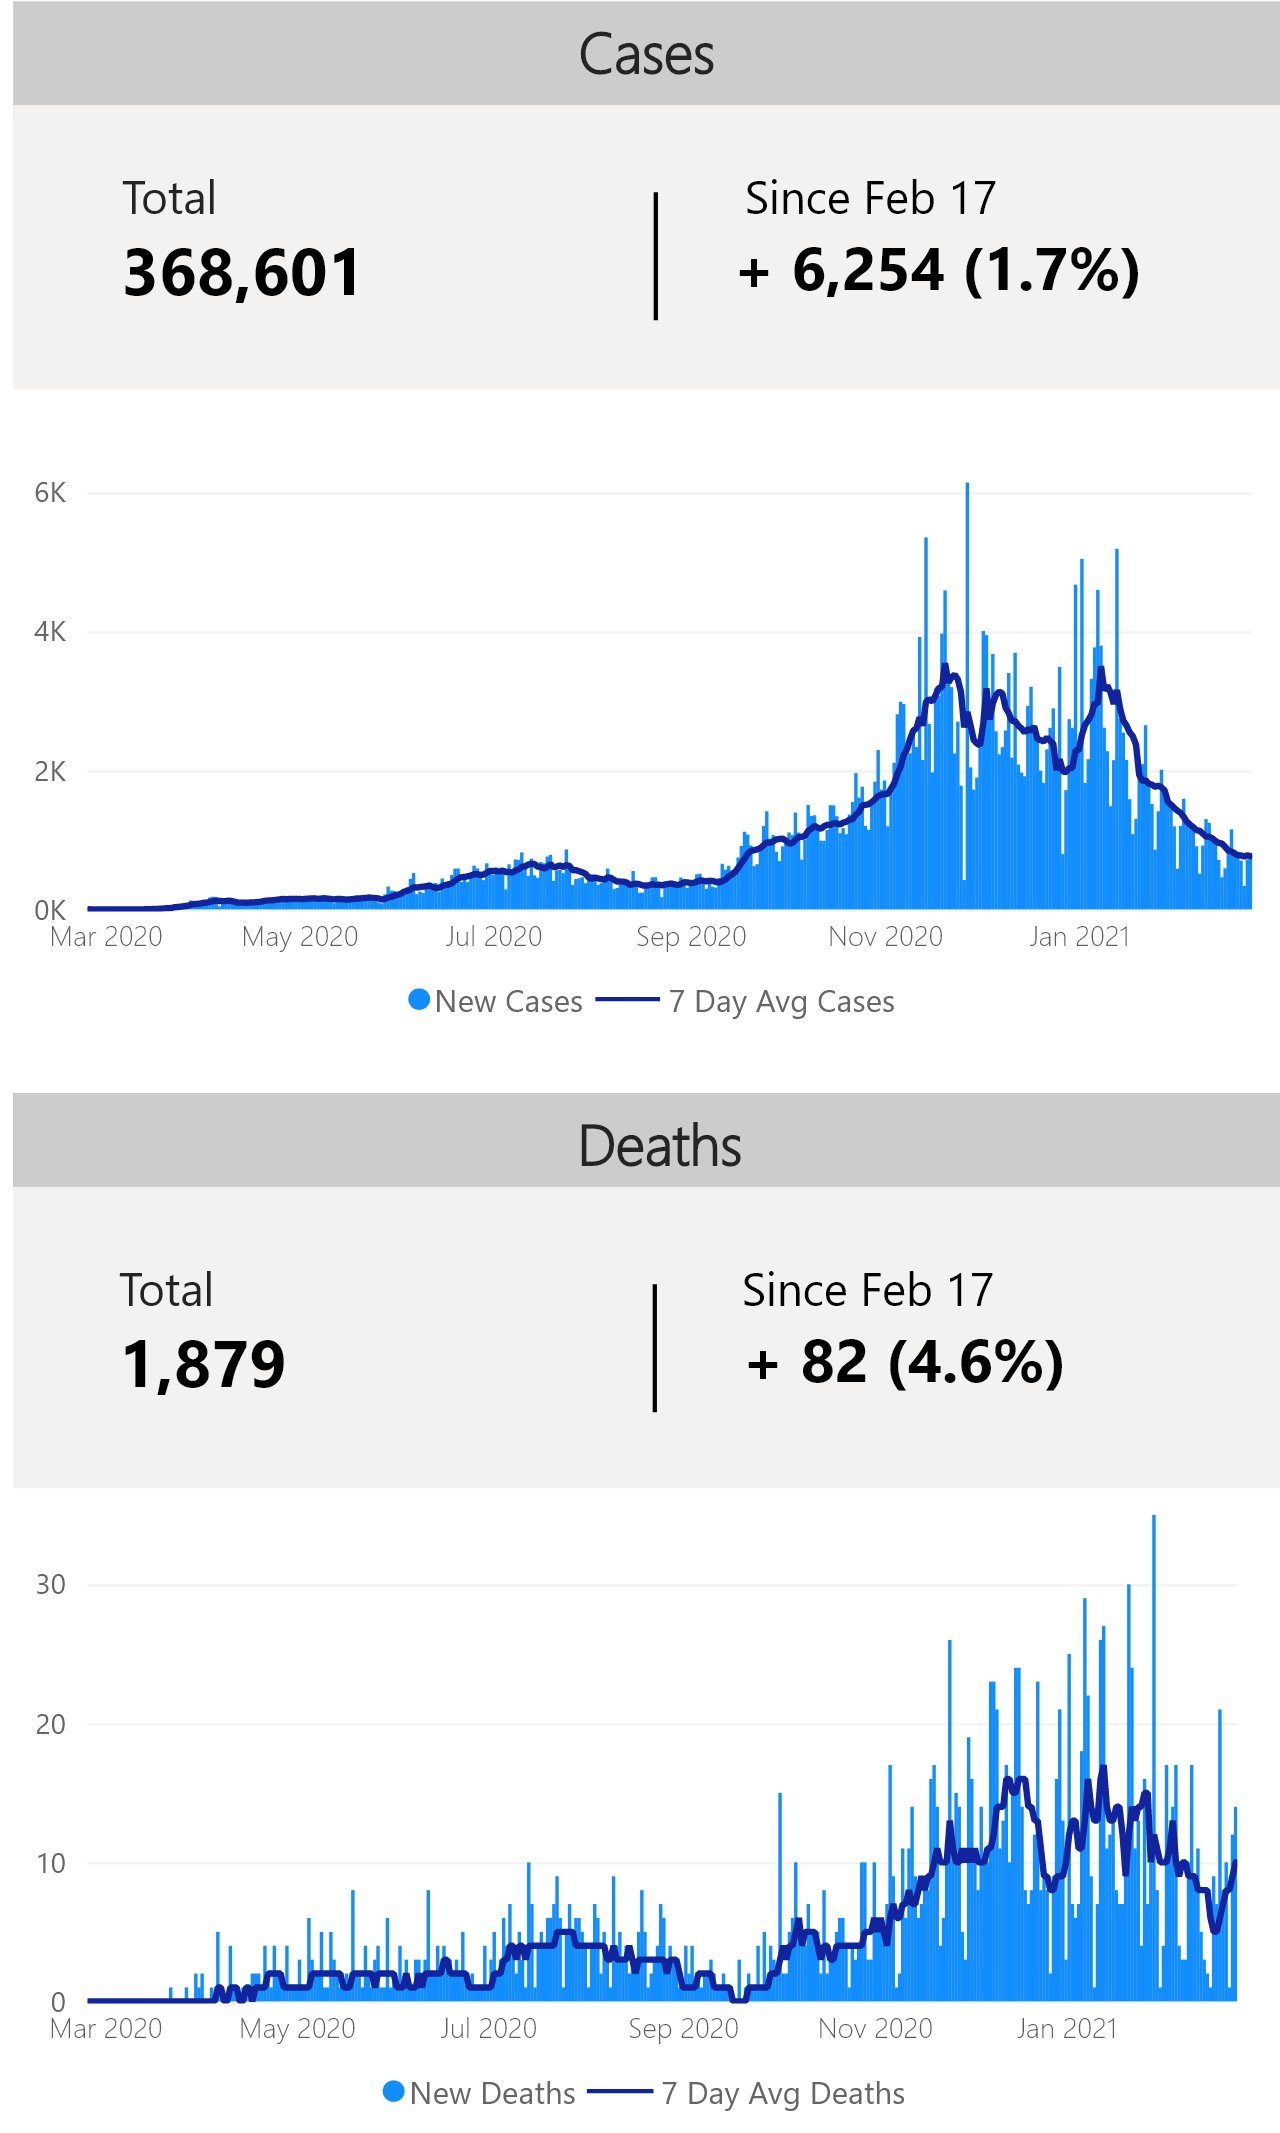 Cases
Total
Since Feb 17
368,601
+ 6,254 (1.7%)
6K
4K
2K
0K
Mar 2020 May 2020 Jul 2020 Sep 2020 Nov 2020 Jan 2021
New Cases 7 Day Avg Cases
Deaths
Total
Since Feb 17
1,879
+ 82 (4.6%)
30
20
10
0
Mar 2020 May 2020 Jul 2020 Sep 2020 Nov 2020 Jan 2021
New Deaths 7 Day Avg Deaths